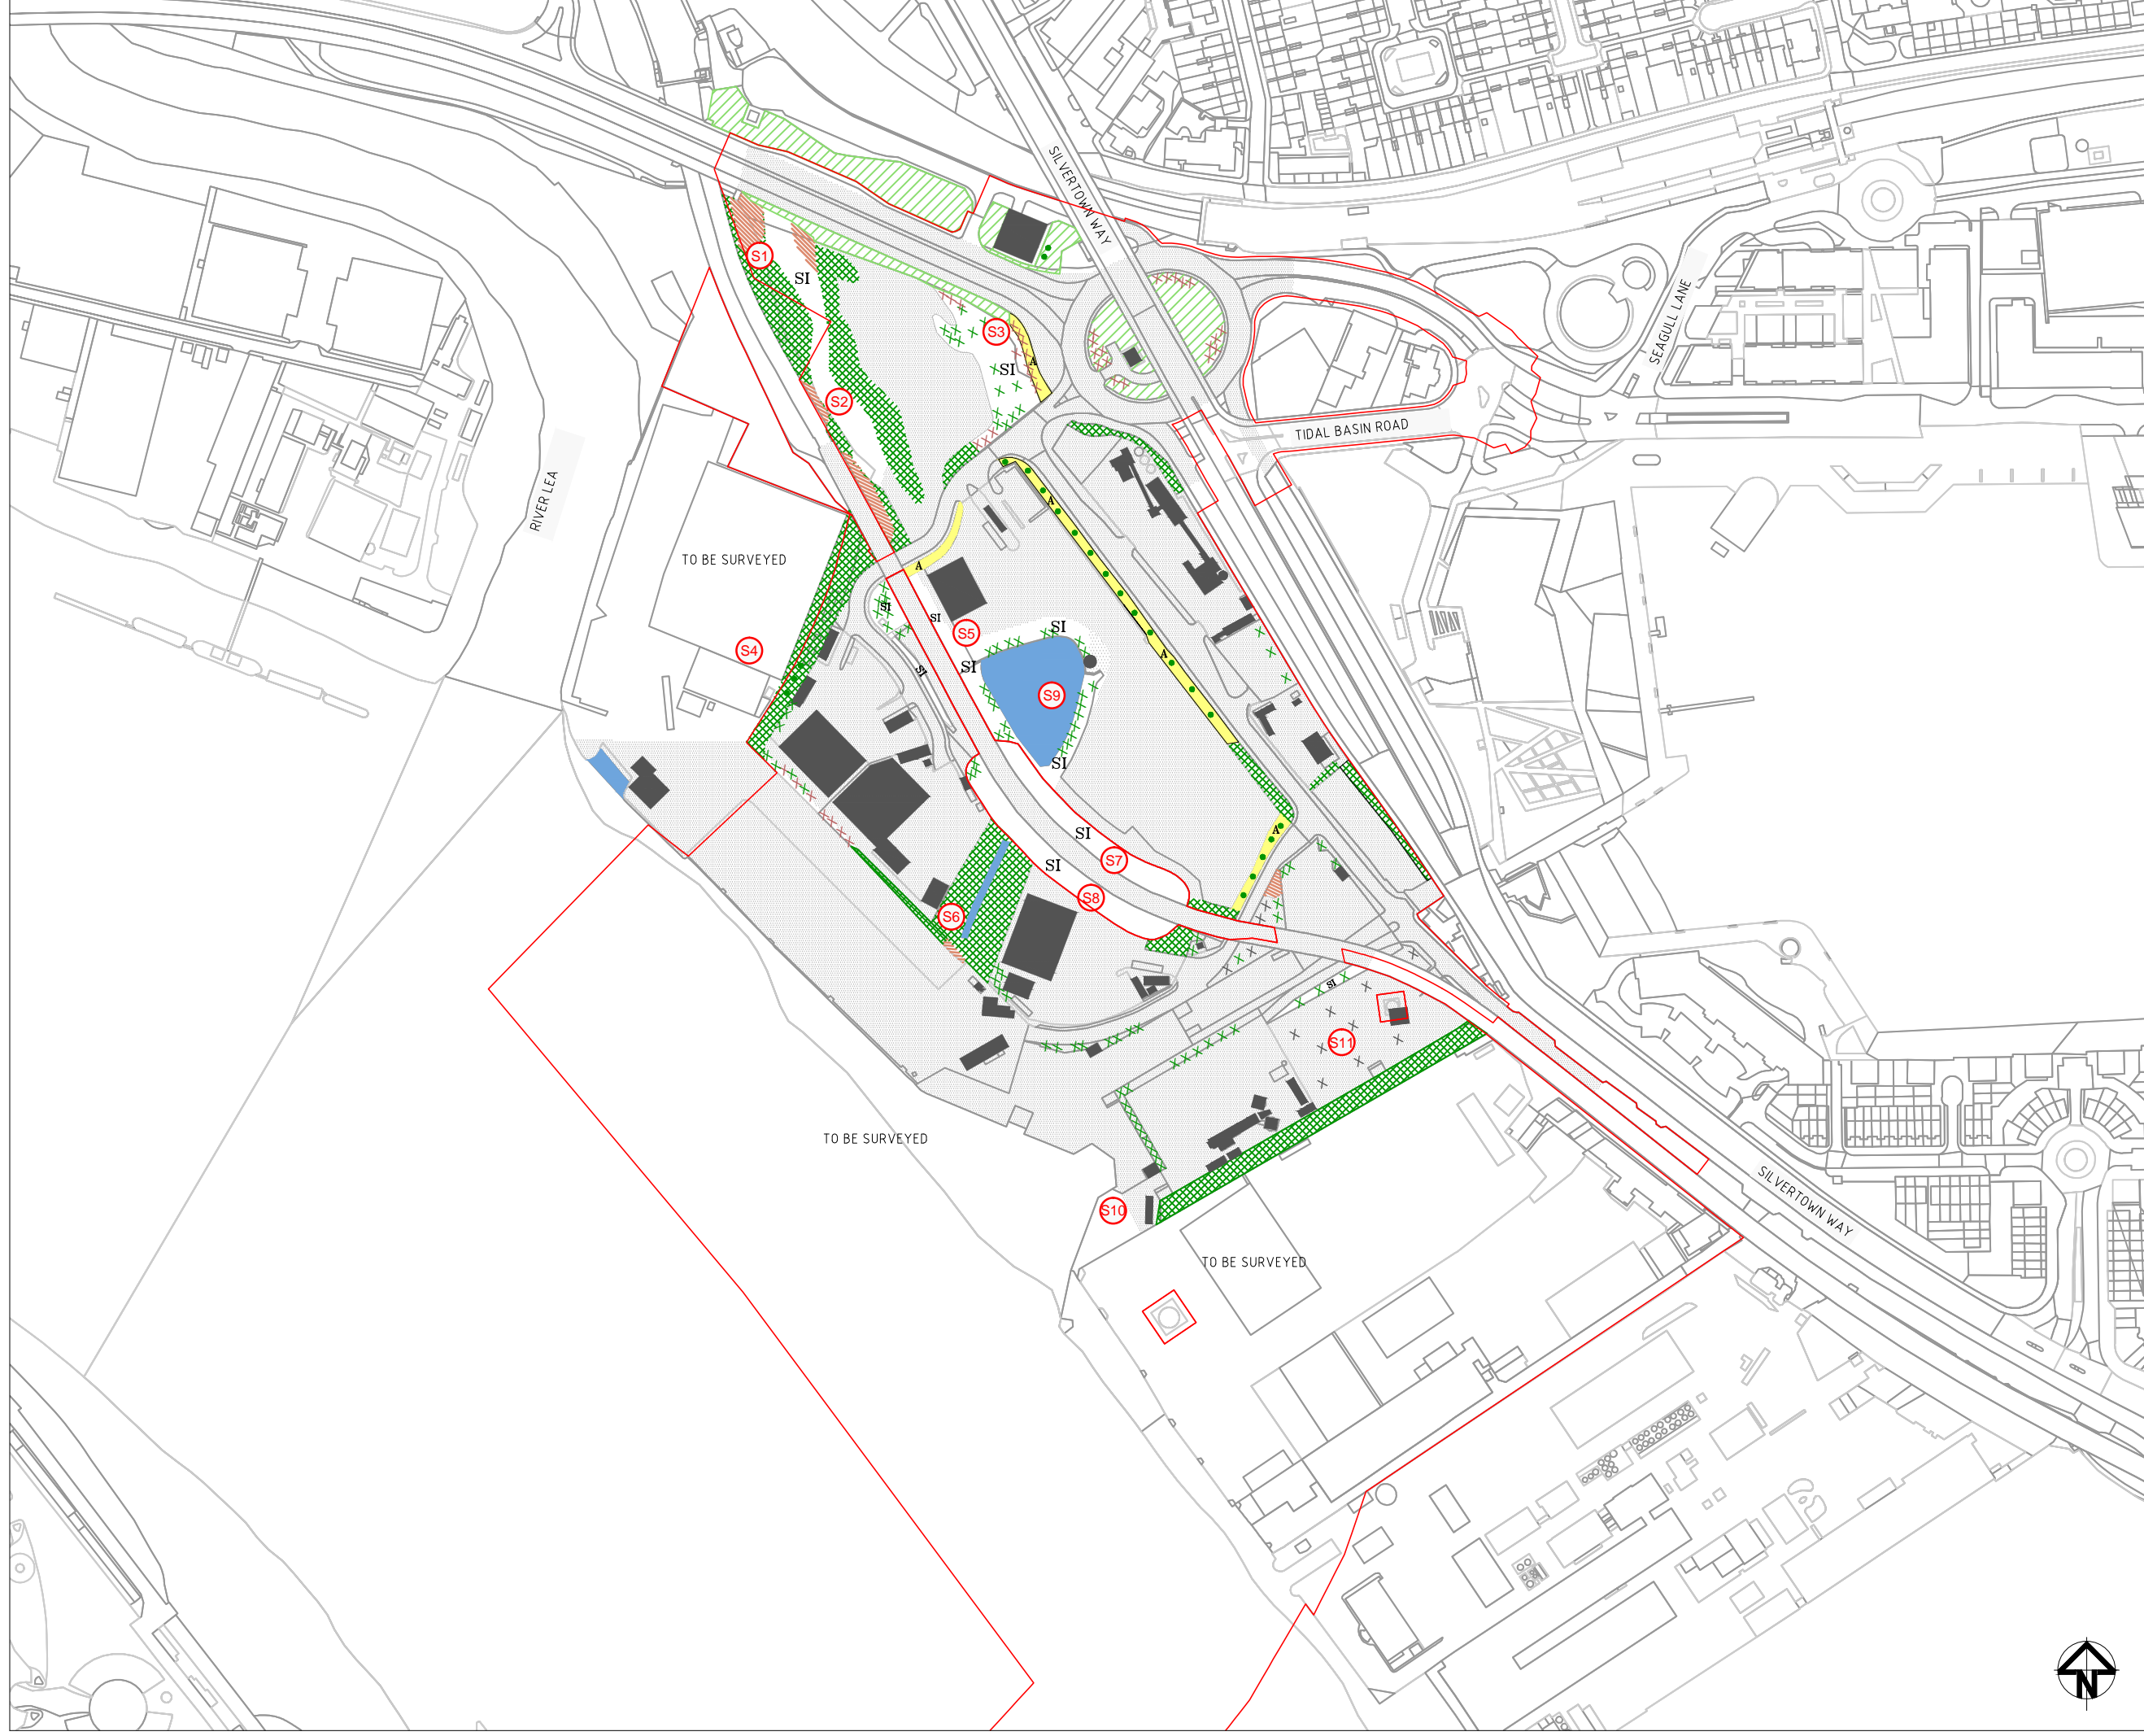 SILVERTOWN WAY
S1
SI
SEAGULL LANE
S3
A
SI
S2
TIDAL BASIN ROAD
RIVER LEA
A
TO BE SURVEYED
A
SI
SI
SI
S5
S4
A
SI
SI
S9
SI
A
SI
S7
SI
S8
S6
SI
S11
TO BE SURVEYED
SILVERTOWN WAY
S10
TO BE SURVEYED
N